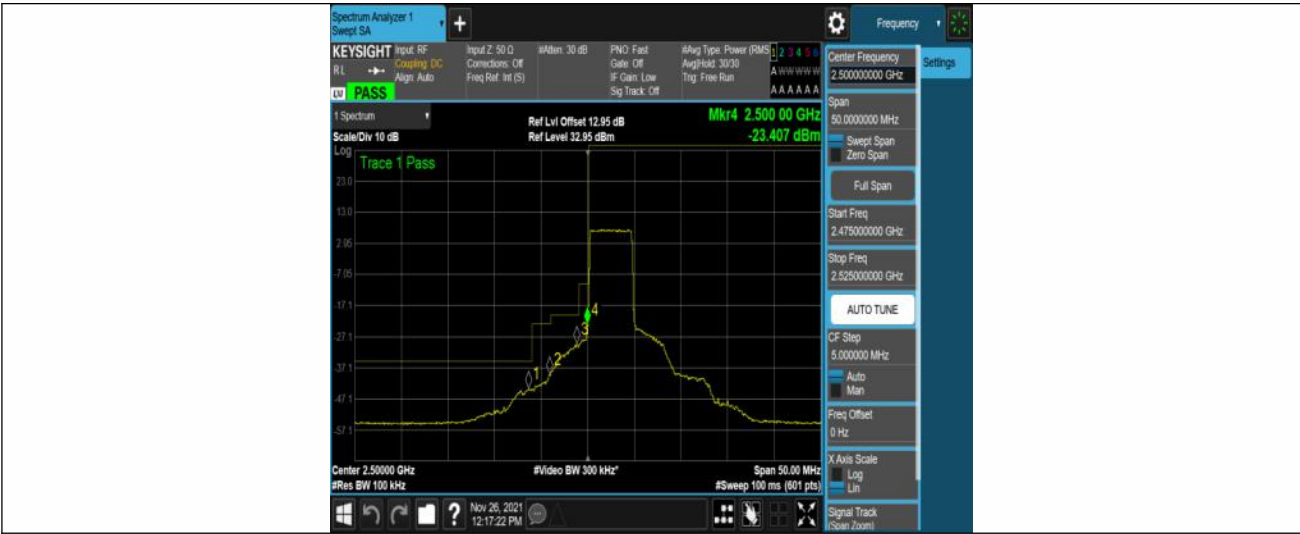 Spectrum Analyzer 1
Swept SA
+
Frequency
KEYSIGHT
RL
PASS
Input: RF
Coupling: DC
Align: Auto
Input Z: 50 Ω
Corrections: Off
Freq Ref: Int (S)
#Atten: 30 dB
PNO: Fast
Gate: Off
IF Gain: Low
Sig Track: Off
#Avg Type: Power (RMS
Avg|Hold: 30/30
Trig: Free Run
1 2 3 4 5 6
A W W W W W
A A A A A A
1 Spectrum
Scale/Div 10 dB
Ref Lvl Offset 12.95 dB
Ref Level 32.95 dBm
Mkr4 2.500 00 GHz
-23.407 dBm
Log
Trace 1 Pass
23.0
13.0
2.95
-7.05
-17.1
-27.1
-37.1
-47.1
-57.1
1
2
3
4
Center 2.50000 GHz
#Res BW 100 kHz
#Video BW 300 kHz*
Span 50.00 MHz
#Sweep 100 ms (601 pts)
Center Frequency
2.500000000 GHz
Settings
Span
50.0000000 MHz
Swept Span
Zero Span
Full Span
Start Freq
2.475000000 GHz
Stop Freq
2.525000000 GHz
AUTO TUNE
CF Step
5.000000 MHz
Auto
Man
Freq Offset
0 Hz
X Axis Scale
Log
Lin
Signal Track
(Span Zoom)
?
Nov 26, 2021
12:17:22 PM